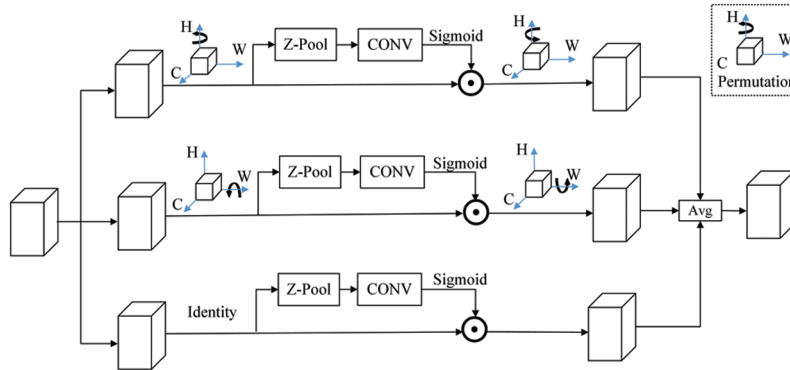 H
W
C
Z-Pool
CONV
Sigmoid
H
W
C
H
W
C
Permutation
H
W
C
Z-Pool
CONV
Sigmoid
H
W
C
Avg
Identity
Z-Pool
CONV
Sigmoid